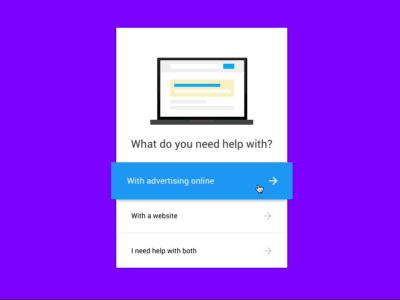 What do you need help with?
With advertising online
With a website
I need help with both